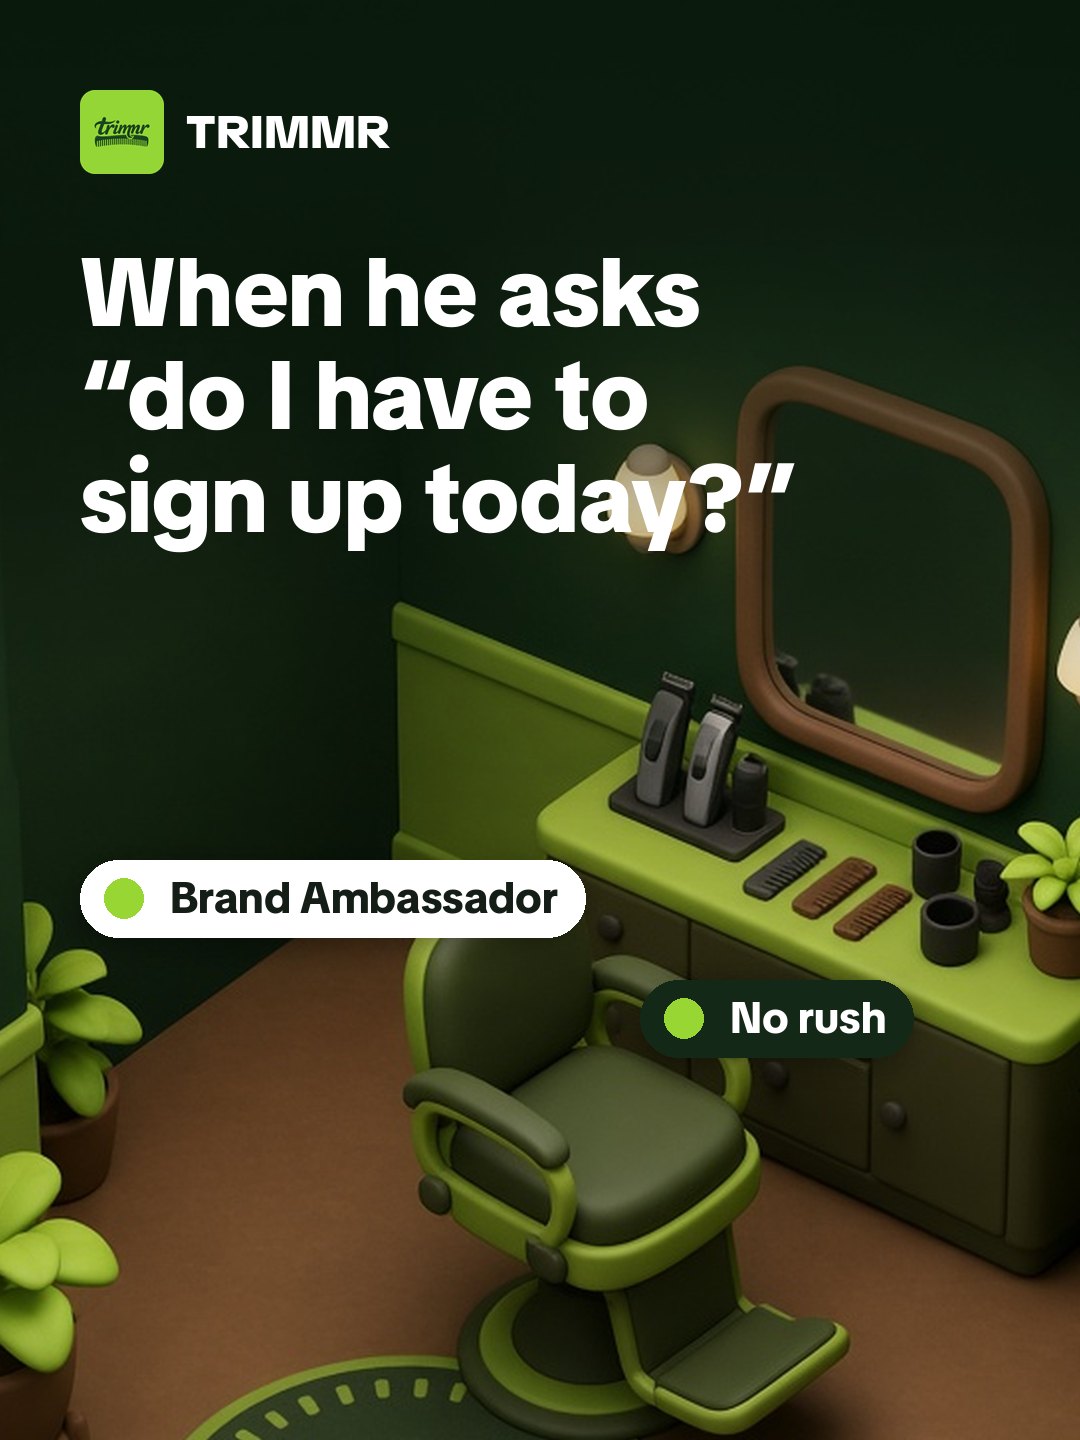 trimmr
TRIMMR
When he asks
“do I have to
sign up today?”
Brand Ambassador
No rush